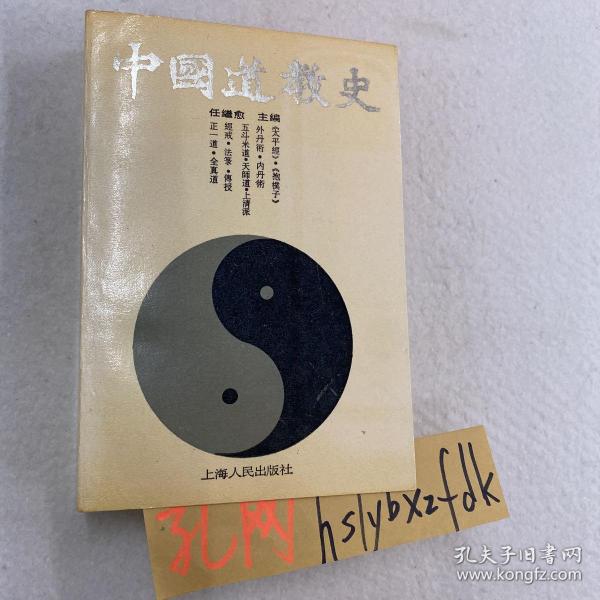 中國道教史
任繼愈 主編
《太平經》·《抱樸子》
外丹術·内丹術
五斗米道·天師道·上清派
經戒·法箓·傳授
正一道·全真道
上海人民出版社
孔网
hslybxzfdk
孔夫子旧书网
www.kongfz.com